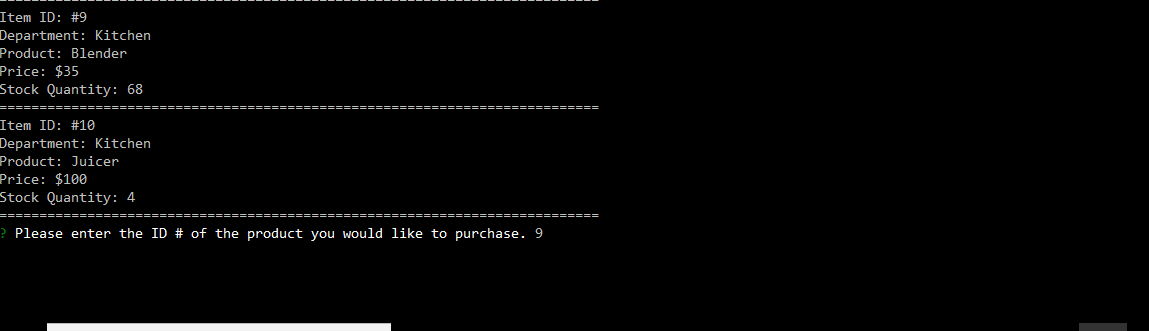 ===========================================================================
Item ID: #9
Department: Kitchen
Product: Blender
Price: $35
Stock Quantity: 68
===========================================================================
Item ID: #10
Department: Kitchen
Product: Juicer
Price: $100
Stock Quantity: 4
===========================================================================
? Please enter the ID # of the product you would like to purchase. 9